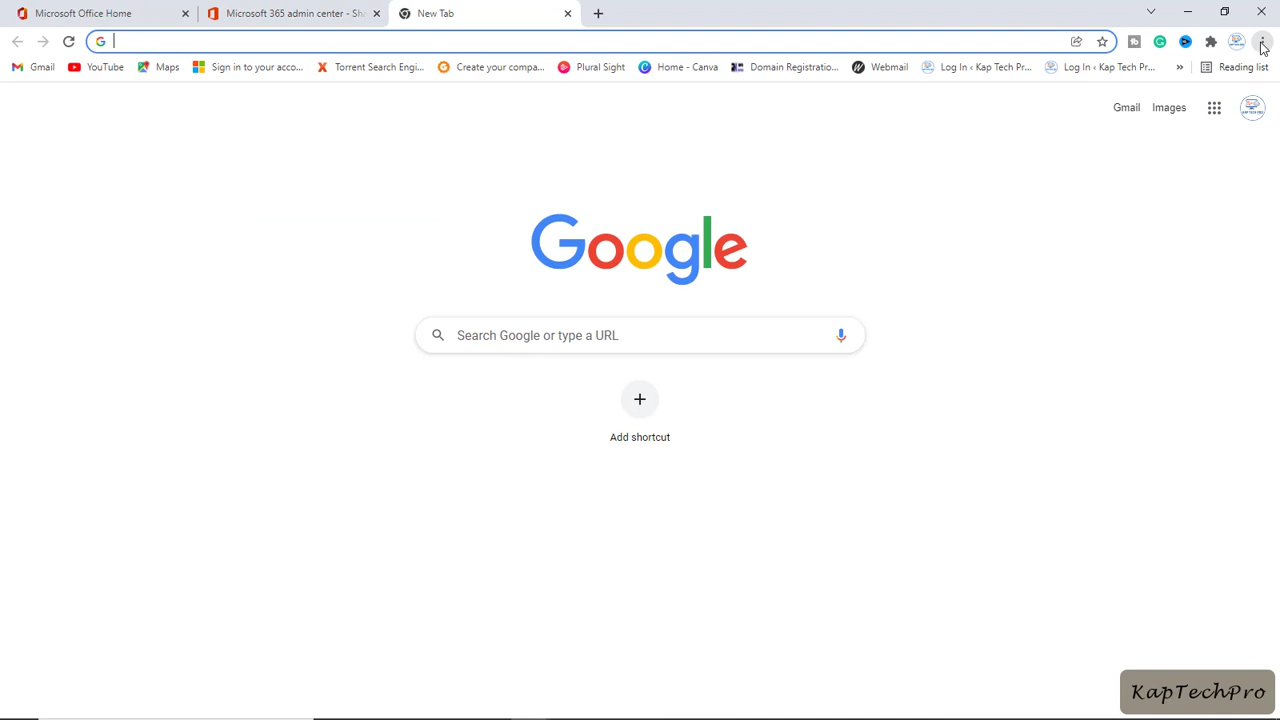 Microsoft Office Home
Microsoft 365 admin center - Sha
New Tab
Gmail
YouTube
Maps
Sign in to your acco...
Torrent Search Engi...
Create your compa...
Plural Sight
Home - Canva
Domain Registratio...
Webmail
Log In ‹ Kap Tech Pr...
Log In ‹ Kap Tech Pr...
»
Reading list
Gmail
Images
Google
Search Google or type a URL
Add shortcut
KapTechPro